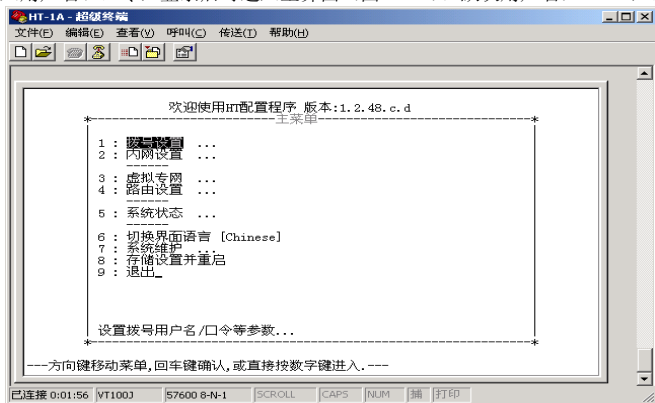 HT-1A - 超级终端
文件(F) 编辑(E) 查看(V) 呼叫(C) 传送(T) 帮助(H)
欢迎使用HT配置程序 版本:1.2.48.c.d
*------主菜单------*
1 : 拨号设置 ...
2 : 内网设置 ...
------
3 : 虚拟专网 ...
4 : 路由设置 ...
------
5 : 系统状态 ...
------
6 : 切换界面语言 [Chinese]
7 : 系统维护 ...
8 : 存储设置并重启
9 : 退出_
设置拨号用户名/口令等参数...
---方向键移动菜单,回车键确认,或直接按数字键进入.---
已连接 0:01:56 VT100J 57600 8-N-1 SCROLL CAPS NUM 捕 打印